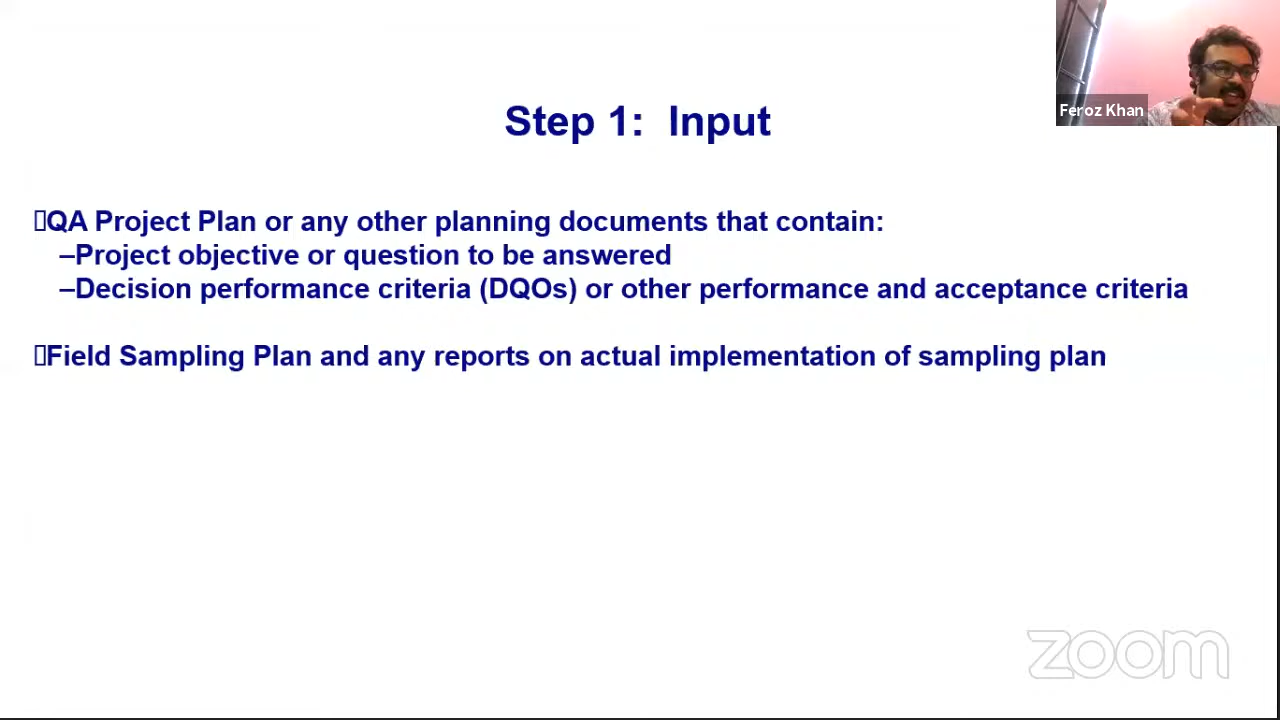 Step 1: Input
Feroz Khan
QA Project Plan or any other planning documents that contain:
–Project objective or question to be answered
–Decision performance criteria (DQOs) or other performance and acceptance criteria
Field Sampling Plan and any reports on actual implementation of sampling plan
zoom